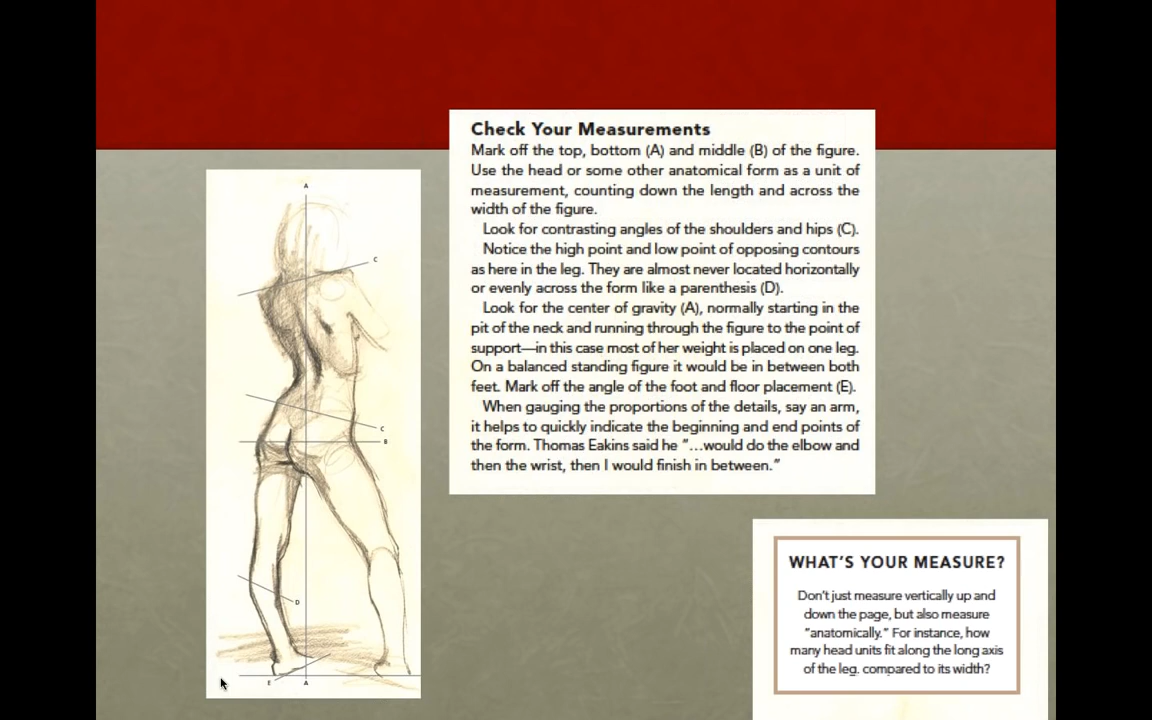 Check Your Measurements
Mark off the top, bottom (A) and middle (B) of the figure.
Use the head or some other anatomical form as a unit of
measurement, counting down the length and across the
width of the figure.
Look for contrasting angles of the shoulders and hips (C).
Notice the high point and low point of opposing contours
as here in the leg. They are almost never located horizontally
or evenly across the form like a parenthesis (D).
Look for the center of gravity (A), normally starting in the
pit of the neck and running through the figure to the point of
support—in this case most of her weight is placed on one leg.
On a balanced standing figure it would be in between both
feet. Mark off the angle of the foot and floor placement (E).
When gauging the proportions of the details, say an arm,
it helps to quickly indicate the beginning and end points of
the form. Thomas Eakins said he “...would do the elbow and
then the wrist, then I would finish in between.”
A
C
C
B
D
E
A
WHAT’S YOUR MEASURE?
Don’t just measure vertically up and
down the page, but also measure
“anatomically.” For instance, how
many head units fit along the long axis
of the leg. compared to its width?